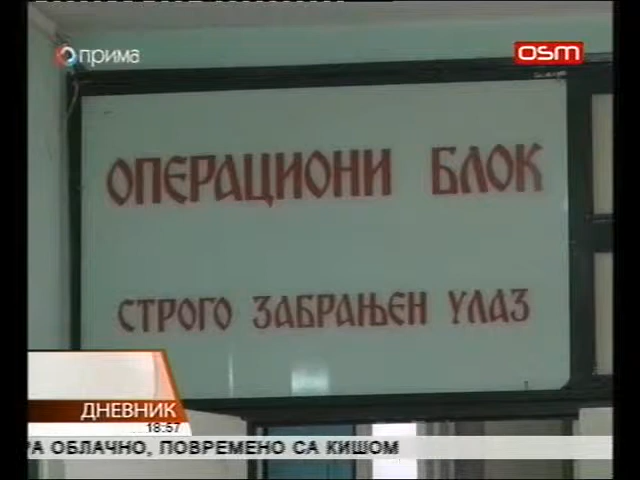 прима
OSM
ОПЕРАЦИОНИ БЛОК
СТРОГО ЗАБРАЊЕН УЛАЗ
ДНЕВНИК
18:57
ОБЛАЧНО, ПОВРЕМЕНО СА КИШОМ